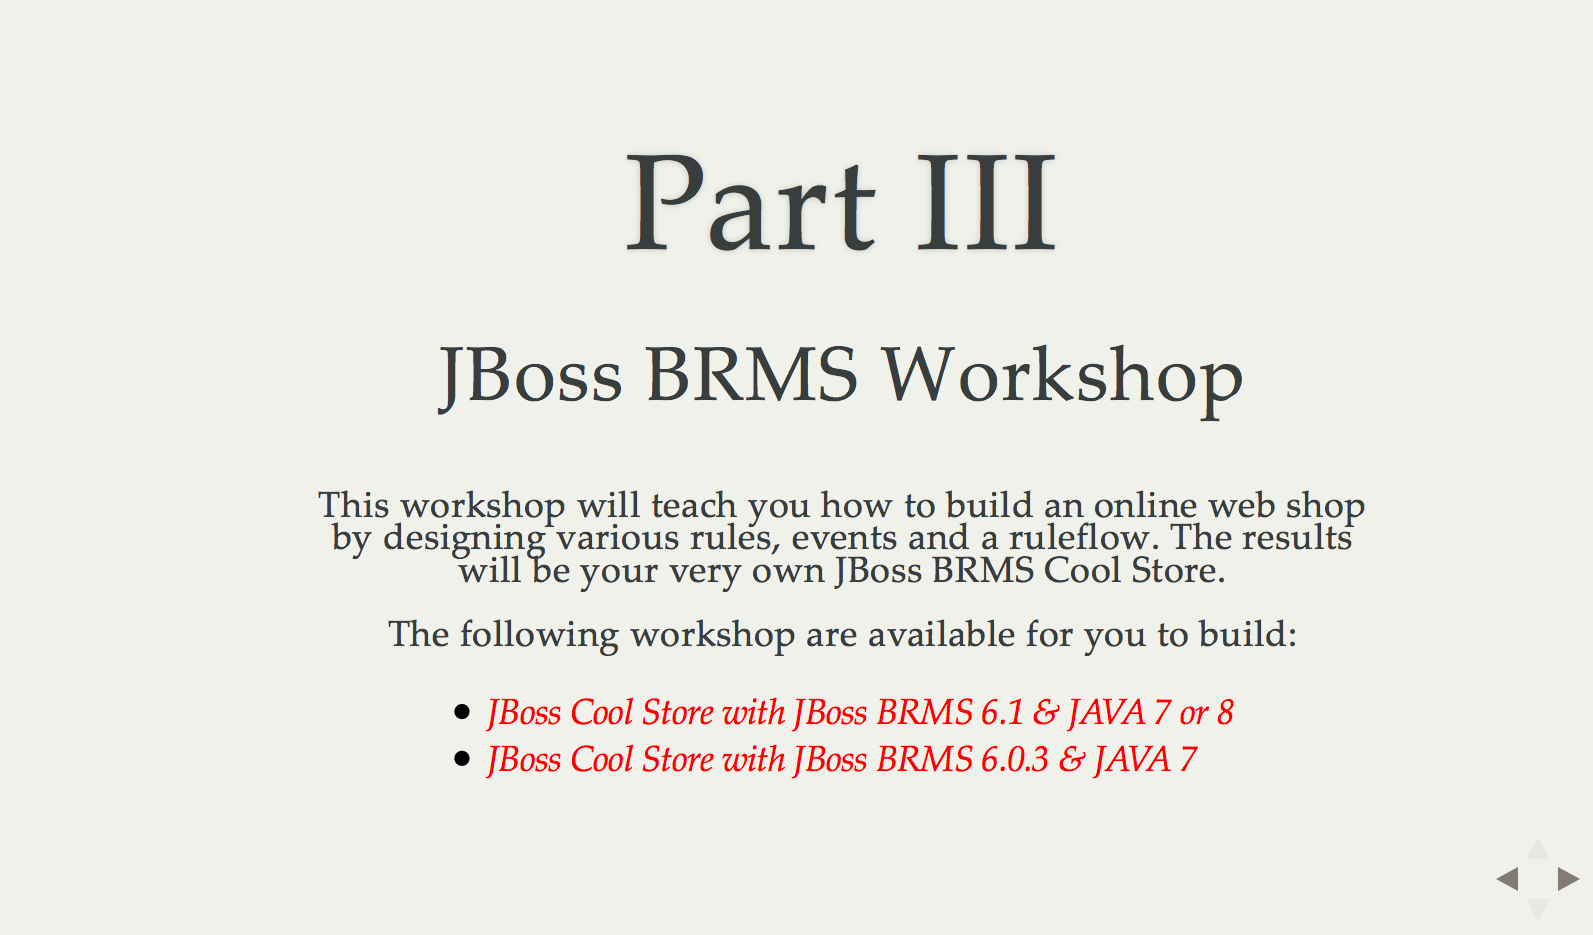 Part III
JBoss BRMS Workshop
This workshop will teach you how to build an online web shop
by designing various rules, events and a ruleflow. The results
will be your very own JBoss BRMS Cool Store.
The following workshop are available for you to build:
• JBoss Cool Store with JBoss BRMS 6.1 & JAVA 7 or 8
• JBoss Cool Store with JBoss BRMS 6.0.3 & JAVA 7